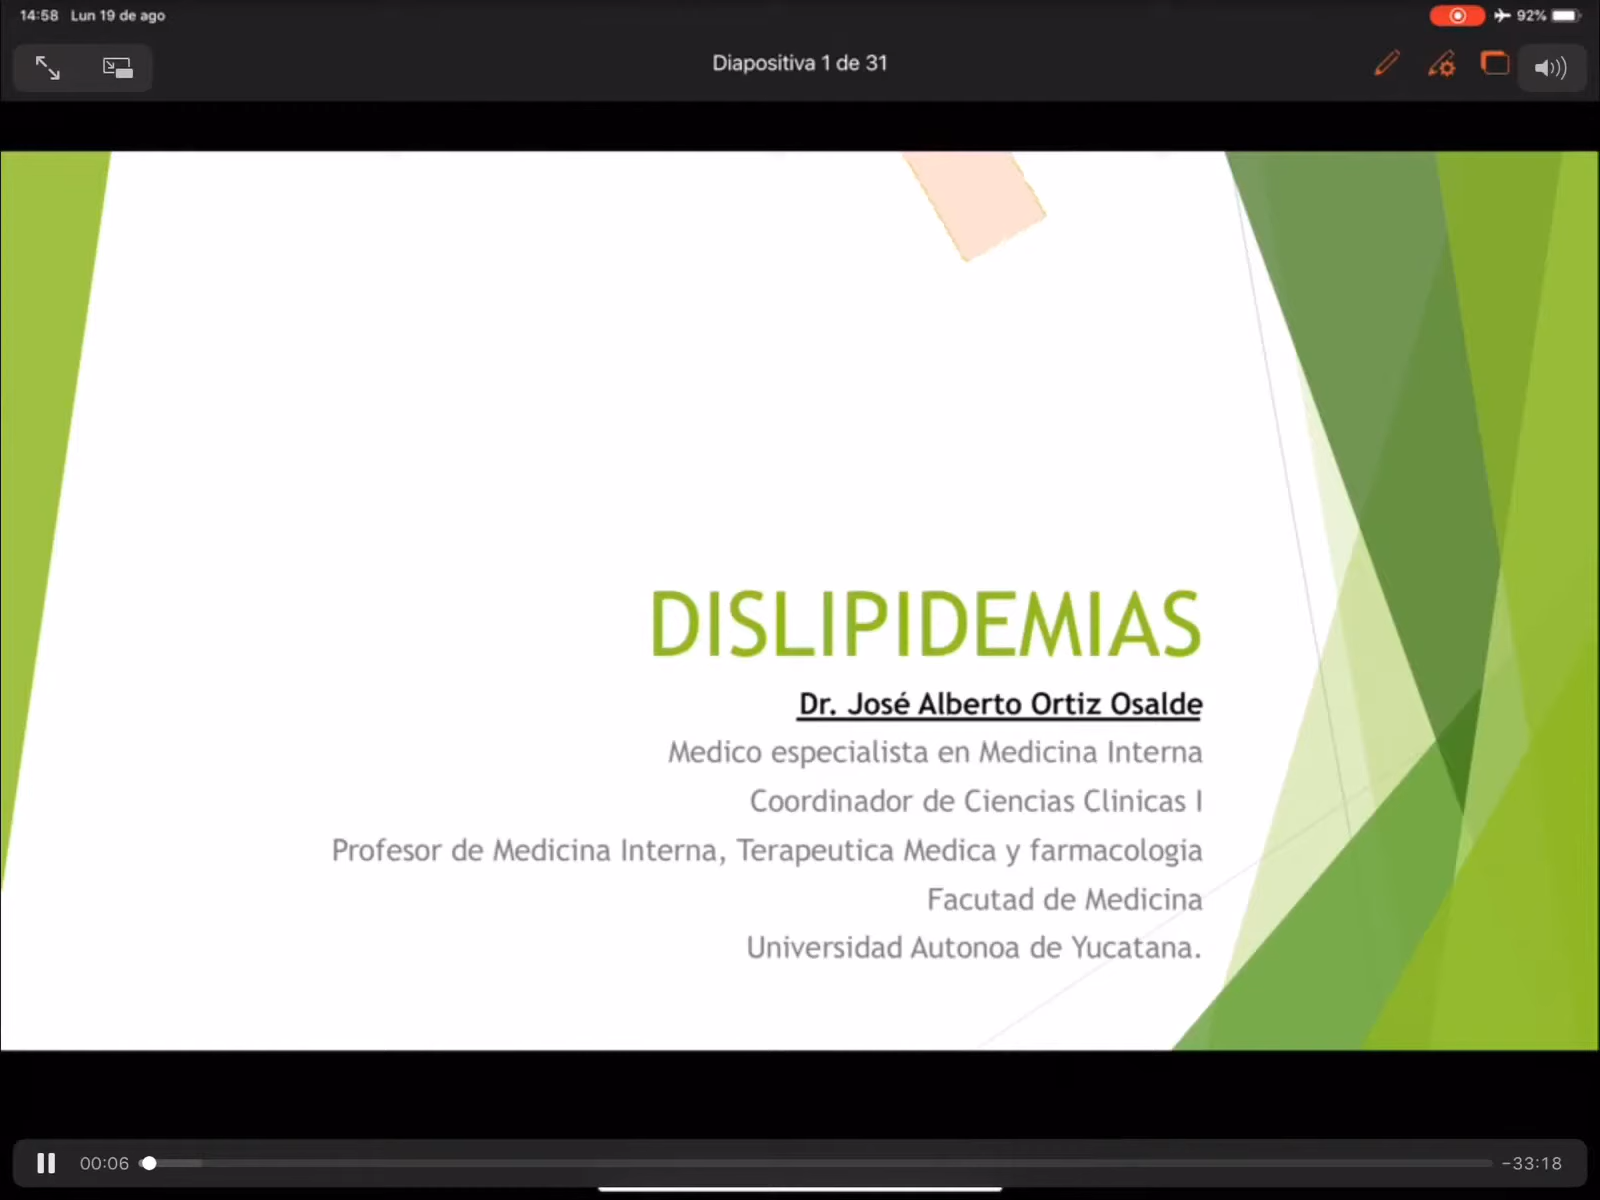 14:58 Lun 19 de ago
92%
Diapositiva 1 de 31
DISLIPIDEMIAS
Dr. José Alberto Ortiz Osalde
Medico especialista en Medicina Interna
Coordinador de Ciencias Clinicas I
Profesor de Medicina Interna, Terapeutica Medica y farmacologia
Facutad de Medicina
Universidad Autonoa de Yucatana.
00:06
-33:18